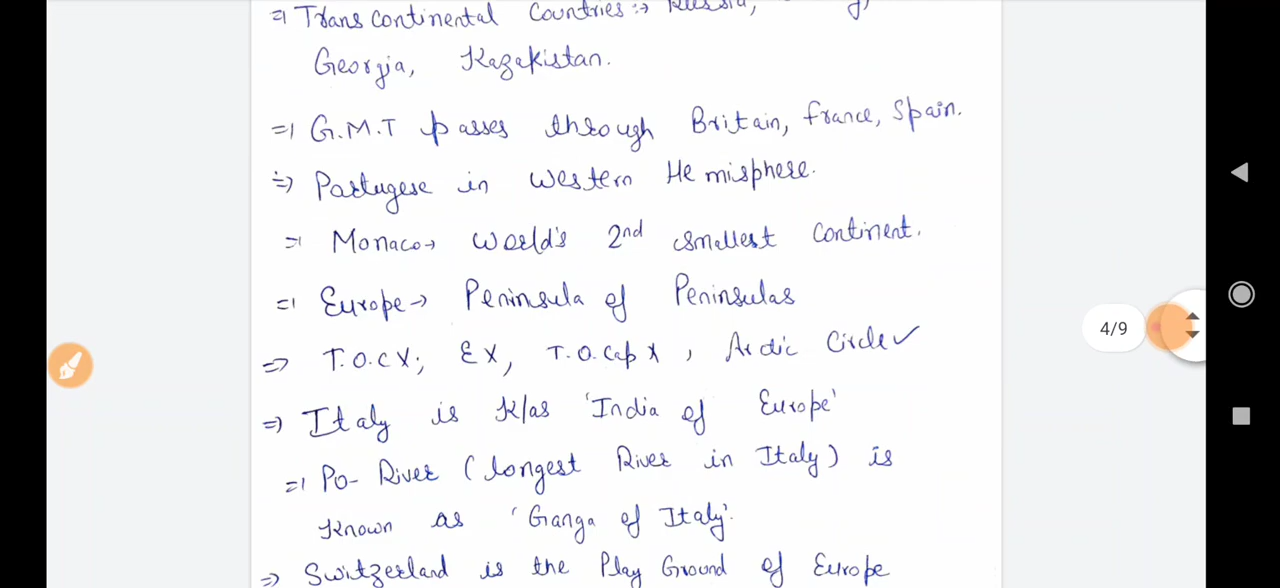 ⇒ Trans continental Countries :→ Russia,
Georgia, Kazakistan.
⇒ G.M.T passes through Britain, france, Spain.
⇒ Partugese in western Hemisphere.
⇒ Monaco → world's 2nd smallest Continent.
⇒ Europe → Peninsula of Peninsulas
⇒ T.O.C X; E X, T.O.Cap X, Arctic Circle ✓
⇒ Italy is K/as 'India of Europe'
⇒ Po-River (longest River in Italy) is
Known as 'Ganga of Italy'.
⇒ Switzerland is the Play Ground of Europe
4/9